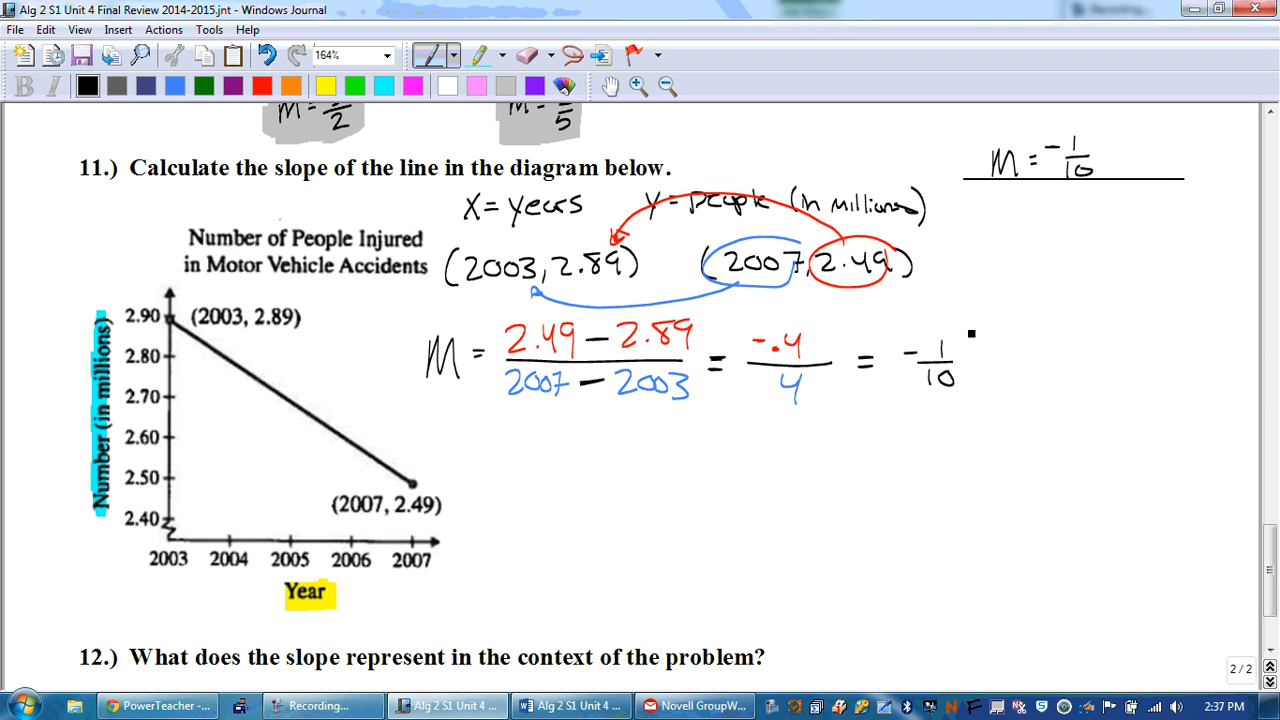 Alg 2 S1 Unit 4 Final Review 2014-2015.jnt - Windows Journal
Recording...
File Edit View Insert Actions Tools Help
164%
B I
M = 1/2
M = 1/5
11.) Calculate the slope of the line in the diagram below.
M = -1/10
X = years Y = people (in millions)
Number of People Injured
in Motor Vehicle Accidents
(2003, 2.89) (2007, 2.49)
2.90 (2003, 2.89)
M = 2.49 - 2.89 / 2007 - 2003 = -.4 / 4 = -1/10
2.80
2.70
2.60
2.50
(2007, 2.49)
2.40
Number (in millions)
2003 2004 2005 2006 2007
Year
12.) What does the slope represent in the context of the problem?
2 / 2
PowerTeacher -... Recording... Alg 2 S1 Unit 4 ... Alg 2 S1 Unit 4 ... Novell GroupW... 2:37 PM